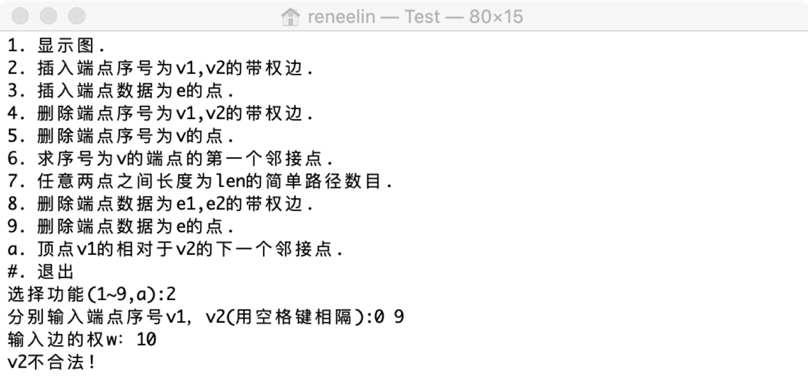 reneelin — Test — 80×15
1. 显示图.
2. 插入端点序号为v1,v2的带权边.
3. 插入端点数据为e的点.
4. 删除端点序号为v1,v2的带权边.
5. 删除端点序号为v的点.
6. 求序号为v的端点的第一个邻接点.
7. 任意两点之间长度为len的简单路径数目.
8. 删除端点数据为e1,e2的带权边.
9. 删除端点数据为e的点.
a. 顶点v1的相对于v2的下一个邻接点.
#. 退出
选择功能(1~9,a):2
分别输入端点序号v1, v2(用空格键相隔):0 9
输入边的权w: 10
v2不合法!